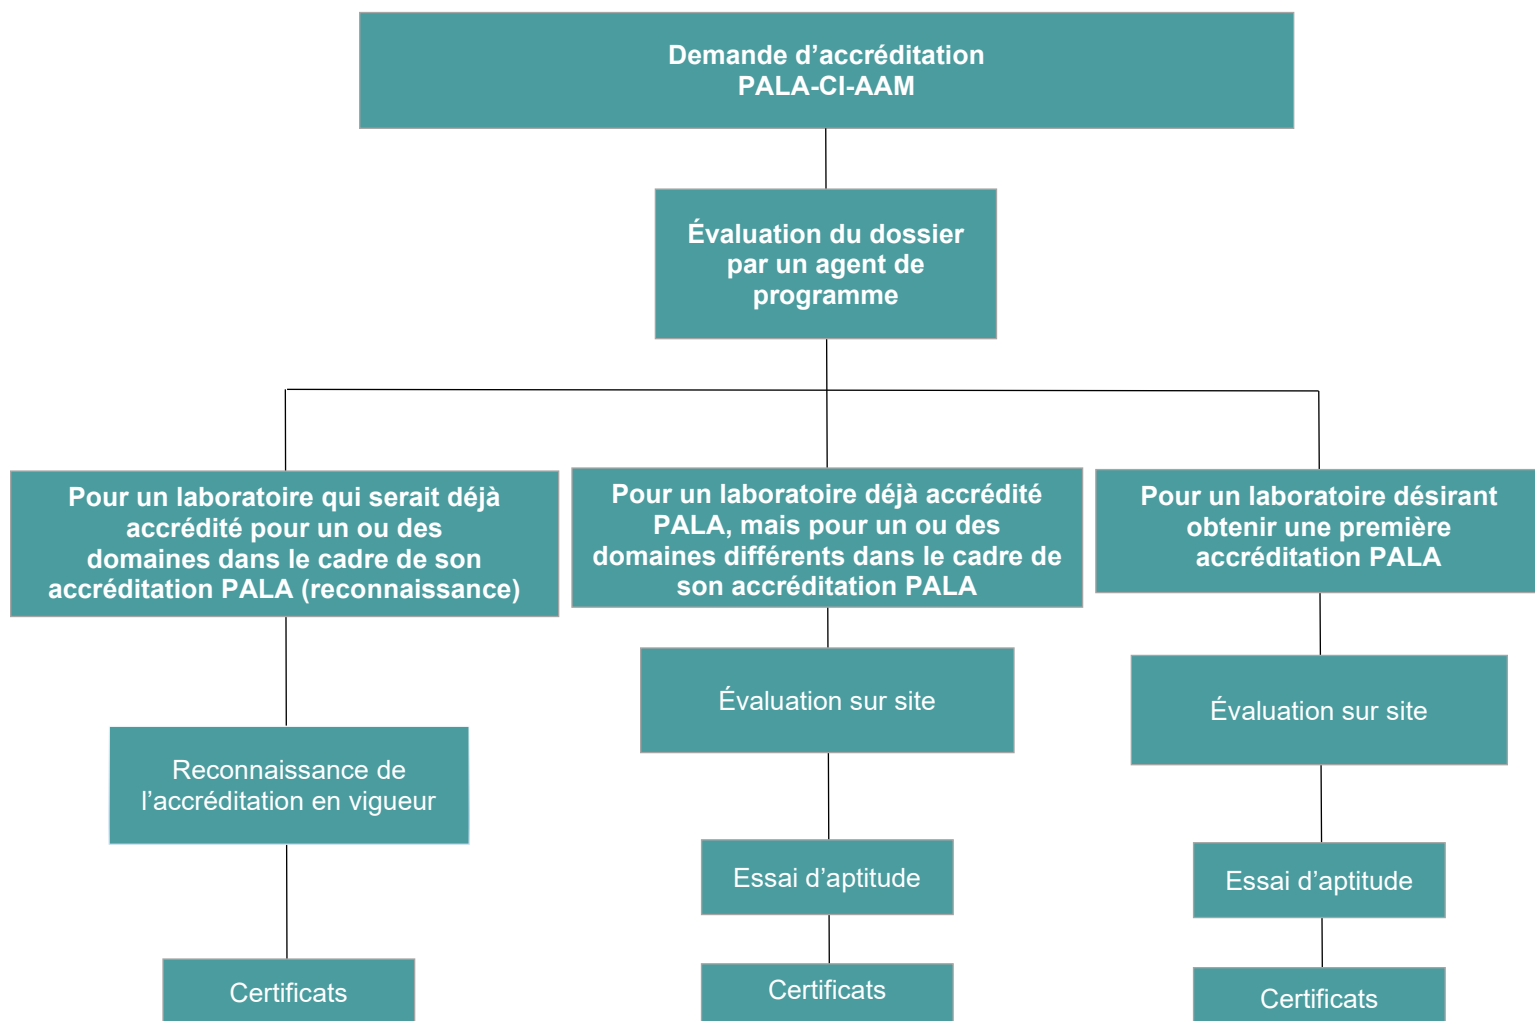 Demande d’accréditation
PALA-CI-AAM
Évaluation du dossier
par un agent de
programme
Pour un laboratoire qui serait déjà
accrédité pour un ou des
domaines dans le cadre de son
accréditation PALA (reconnaissance)
Pour un laboratoire déjà accrédité
PALA, mais pour un ou des
domaines différents dans le cadre de
son accréditation PALA
Pour un laboratoire désirant
obtenir une première
accréditation PALA
Reconnaissance de
l’accréditation en vigueur
Certificats
Évaluation sur site
Essai d’aptitude
Certificats
Évaluation sur site
Essai d’aptitude
Certificats